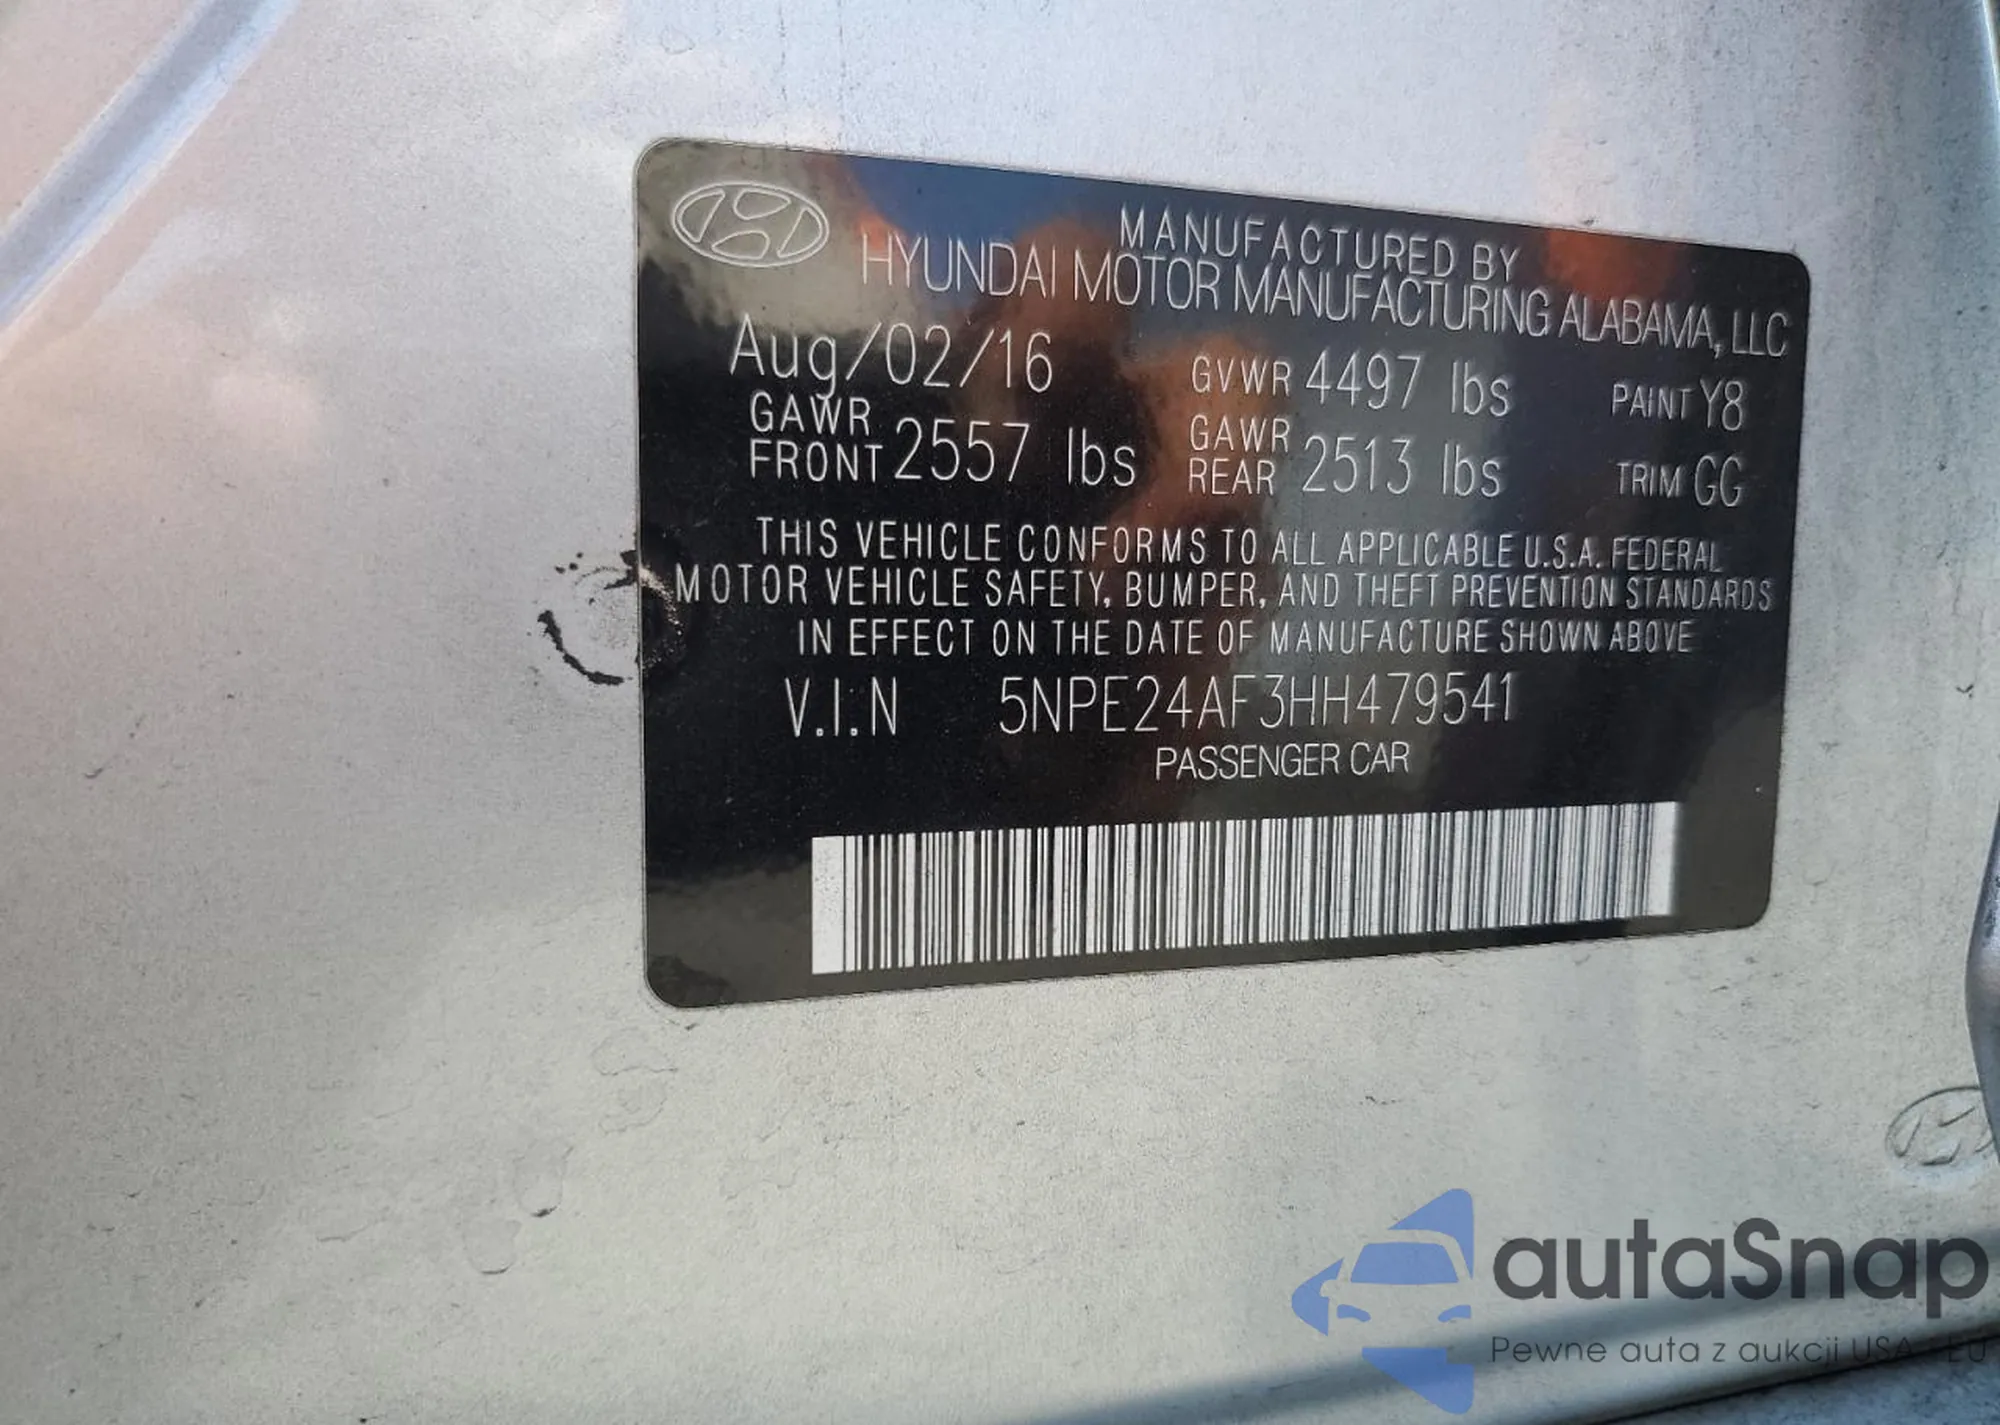 MANUFACTURED BY
HYUNDAI MOTOR MANUFACTURING ALABAMA, LLC
Aug/02/16 GVWR 4497 lbs PAINT Y8
GAWR FRONT 2557 lbs GAWR REAR 2513 lbs TRIM GG
THIS VEHICLE CONFORMS TO ALL APPLICABLE U.S.A. FEDERAL
MOTOR VEHICLE SAFETY, BUMPER, AND THEFT PREVENTION STANDARDS
IN EFFECT ON THE DATE OF MANUFACTURE SHOWN ABOVE
V.I.N 5NPE24AF3HH479541
PASSENGER CAR
autaSnap
Pewne auta z aukcji USA i EU